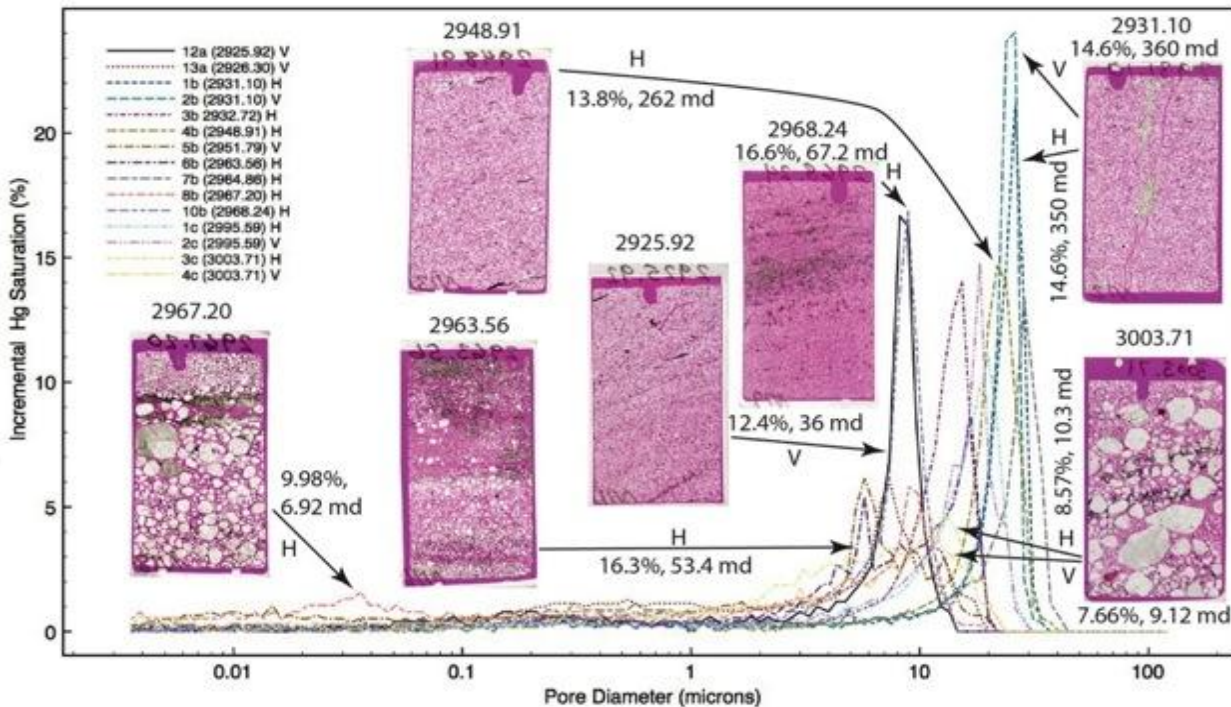 2948.91
2931.10
14.6%, 360 md
V
H
14.6%, 350 md
H
13.8%, 262 md
2968.24
16.6%, 67.2 md
H
12a (2925.92) V
13a (2926.30) V
1b (2931.10) H
2b (2931.10) V
3b 2932.72) H
4b (2948.91) H
5b (2951.79) V
6b (2963.56) H
7b (2964.86) H
8b (2967.20) H
10b (2968.24) H
1c (2995.59) H
2c (2995.59) V
3c (3003.71) H
4c (3003.71) V
2925.92
12.4%, 36 md
V
2967.20
9.98%,
6.92 md
H
2963.56
H
16.3%, 53.4 md
3003.71
8.57%, 10.3 md
H
V
7.66%, 9.12 md
Incremental Hg Saturation (%)
20
15
10
5
0
0.01
0.1
1
10
100
Pore Diameter (microns)